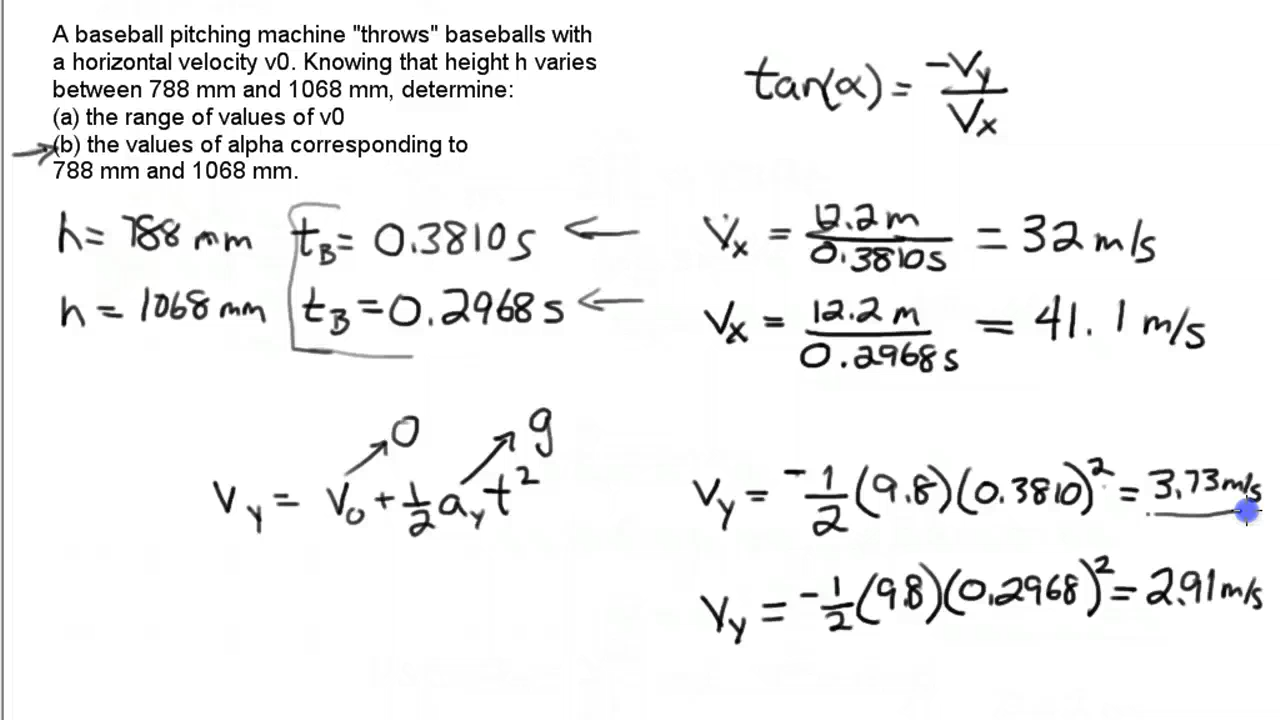 A baseball pitching machine "throws" baseballs with
a horizontal velocity v0. Knowing that height h varies
between 788 mm and 1068 mm, determine:
(a) the range of values of v0
(b) the values of alpha corresponding to
788 mm and 1068 mm.
tan(α) = -Vy/Vx
h = 788 mm tB = 0.3810 s
h = 1068 mm tB = 0.2968 s
Vx = 12.2 m / 0.3810 s = 32 m/s
Vx = 12.2 m / 0.2968 s = 41.1 m/s
0 g
Vy = V0 + 1/2 ay t²
Vy = -1/2 (9.8)(0.3810)² = 3.73 m/s
Vy = -1/2 (9.8)(0.2968)² = 2.91 m/s